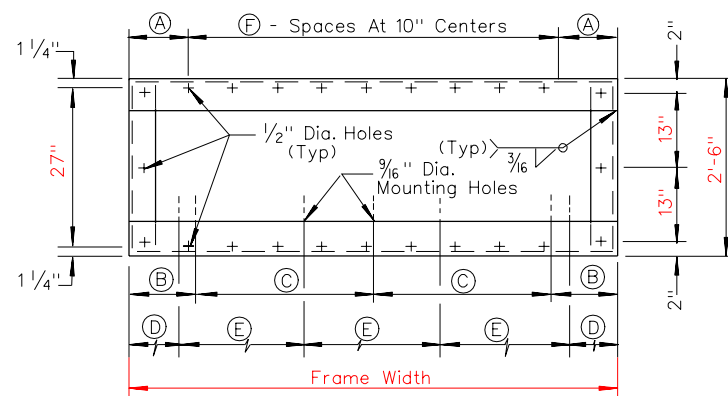 A
F - Spaces At 10" Centers
A
1 1/4"
2"
1/2" Dia. Holes
(Typ)
(Typ)
3/16
9/16" Dia.
Mounting Holes
27"
13"
13"
2'-6"
1 1/4"
2"
B
C
C
B
D
E
E
E
D
Frame Width